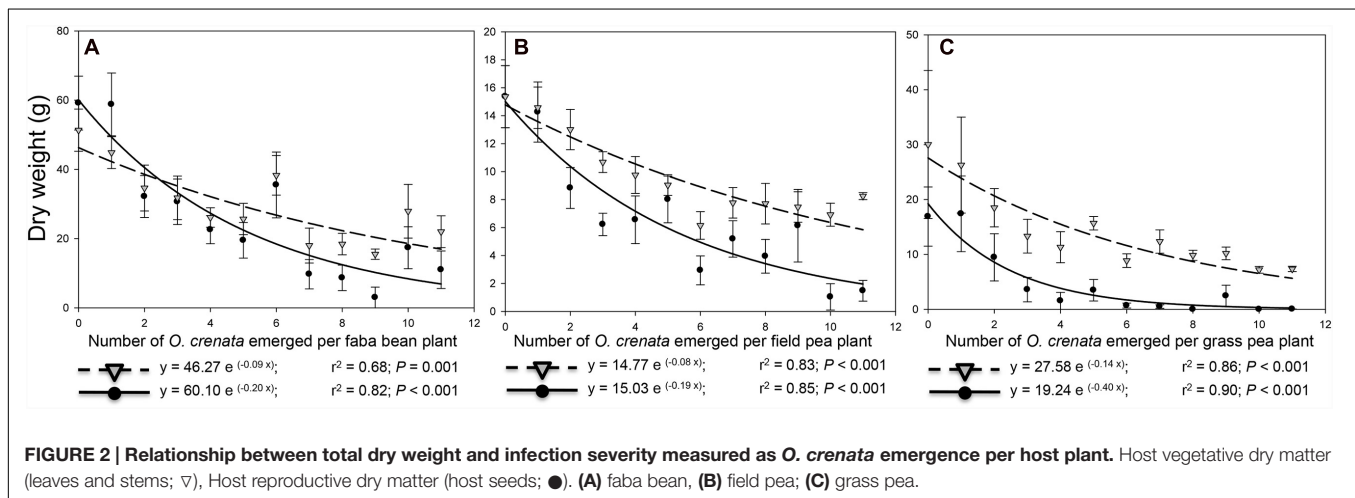 A
B
C
Dry weight (g)
80
60
40
20
0
0 2 4 6 8 10 12
20
18
16
14
12
10
8
6
4
2
0
0 2 4 6 8 10 12
50
40
30
20
10
0
0 2 4 6 8 10 12
Number of O. crenata emerged per faba bean plant
y = 46.27 e (-0.09 x); r² = 0.68; P = 0.001
y = 60.10 e (-0.20 x); r² = 0.82; P < 0.001
Number of O. crenata emerged per field pea plant
y = 14.77 e (-0.08 x); r² = 0.83; P < 0.001
y = 15.03 e (-0.19 x); r² = 0.85; P < 0.001
Number of O. crenata emerged per grass pea plant
y = 27.58 e (-0.14 x); r² = 0.86; P < 0.001
y = 19.24 e (-0.40 x); r² = 0.90; P < 0.001
FIGURE 2 | Relationship between total dry weight and infection severity measured as O. crenata emergence per host plant. Host vegetative dry matter
(leaves and stems; ▽), Host reproductive dry matter (host seeds; ●). (A) faba bean, (B) field pea; (C) grass pea.